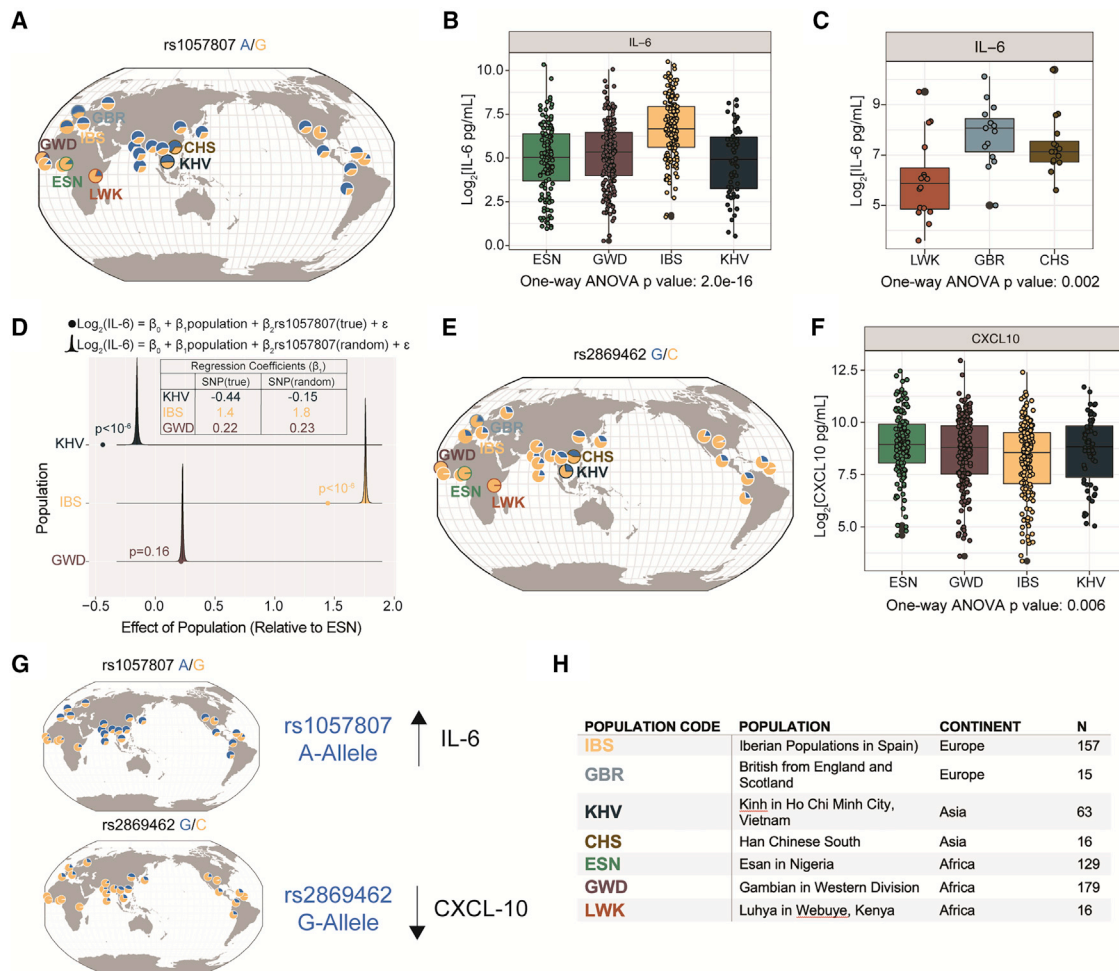 A
rs1057807 A/G
GBR
IBS
GWD
ESN
LWK
CHS
KHV
B
IL-6
Log2[IL-6 pg/mL]
10.0
7.5
5.0
2.5
0.0
ESN GWD IBS KHV
One-way ANOVA p value: 2.0e-16
C
IL-6
Log2[IL-6 pg/mL]
9
7
5
LWK GBR CHS
One-way ANOVA p value: 0.002
D
Log2(IL-6) = β0 + β1population + β2rs1057807(true) + ε
Log2(IL-6) = β0 + β1population + β2rs1057807(random) + ε
Regression Coefficients (β1)
SNP(true) SNP(random)
KHV -0.44 -0.15
IBS 1.4 1.8
GWD 0.22 0.23
Population
p<10-6
KHV
p<10-6
IBS
p=0.16
GWD
−0.5 0.0 0.5 1.0 1.5 2.0
Effect of Population (Relative to ESN)
E
rs2869462 G/C
GBR
IBS
GWD
ESN
LWK
CHS
KHV
F
CXCL10
Log2[CXCL10 pg/mL]
12.5
10.0
7.5
5.0
ESN GWD IBS KHV
One-way ANOVA p value: 0.006
G
rs1057807 A/G
rs1057807
A-Allele
IL-6
rs2869462 G/C
rs2869462
G-Allele
CXCL-10
H
POPULATION CODE POPULATION CONTINENT N
IBS Iberian Populations in Spain) Europe 157
GBR British from England and
Scotland Europe 15
KHV Kinh in Ho Chi Minh City,
Vietnam Asia 63
CHS Han Chinese South Asia 16
ESN Esan in Nigeria Africa 129
GWD Gambian in Western Division Africa 179
LWK Luhya in Webuye, Kenya Africa 16